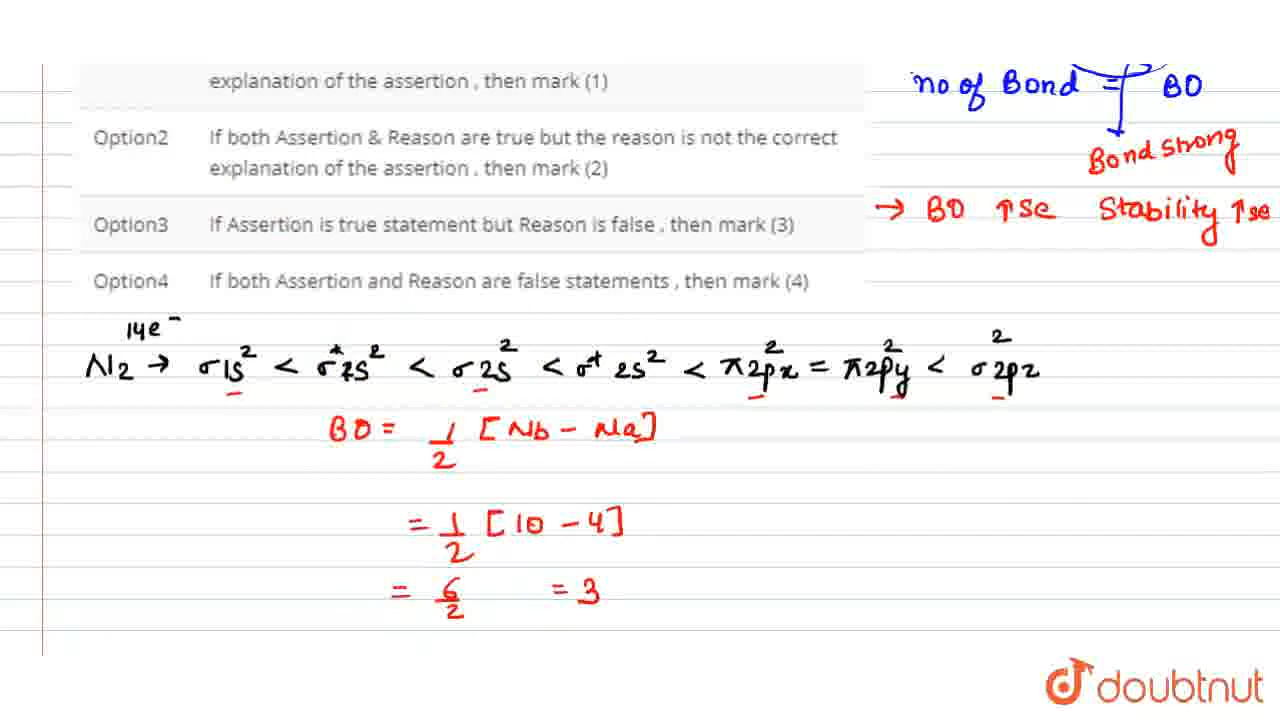 explanation of the assertion , then mark (1)
Option2 If both Assertion & Reason are true but the reason is not the correct
explanation of the assertion , then mark (2)
Option3 If Assertion is true statement but Reason is false , then mark (3)
Option4 If both Assertion and Reason are false statements , then mark (4)
no of Bond = BO
Bond strong
→ BO ↑se Stability ↑se
14e⁻
N2 → σ1s² < σ*1s² < σ2s² < σ* 2s² < π2px² = π2py² < σ2pz²
BO = 1/2 [Nb - Na]
= 1/2 [10 - 4]
= 6/2 = 3
doubtnut